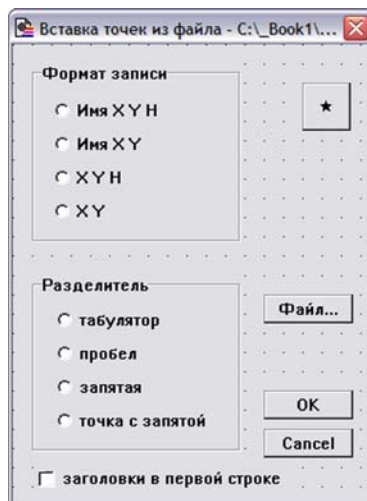 Вставка точек из файла - C:\_Book1\...
Формат записи
Имя X Y H
Имя X Y
X Y H
X Y
Разделитель
табулятор
пробел
запятая
точка с запятой
Файл...
OK
Cancel
заголовки в первой строке